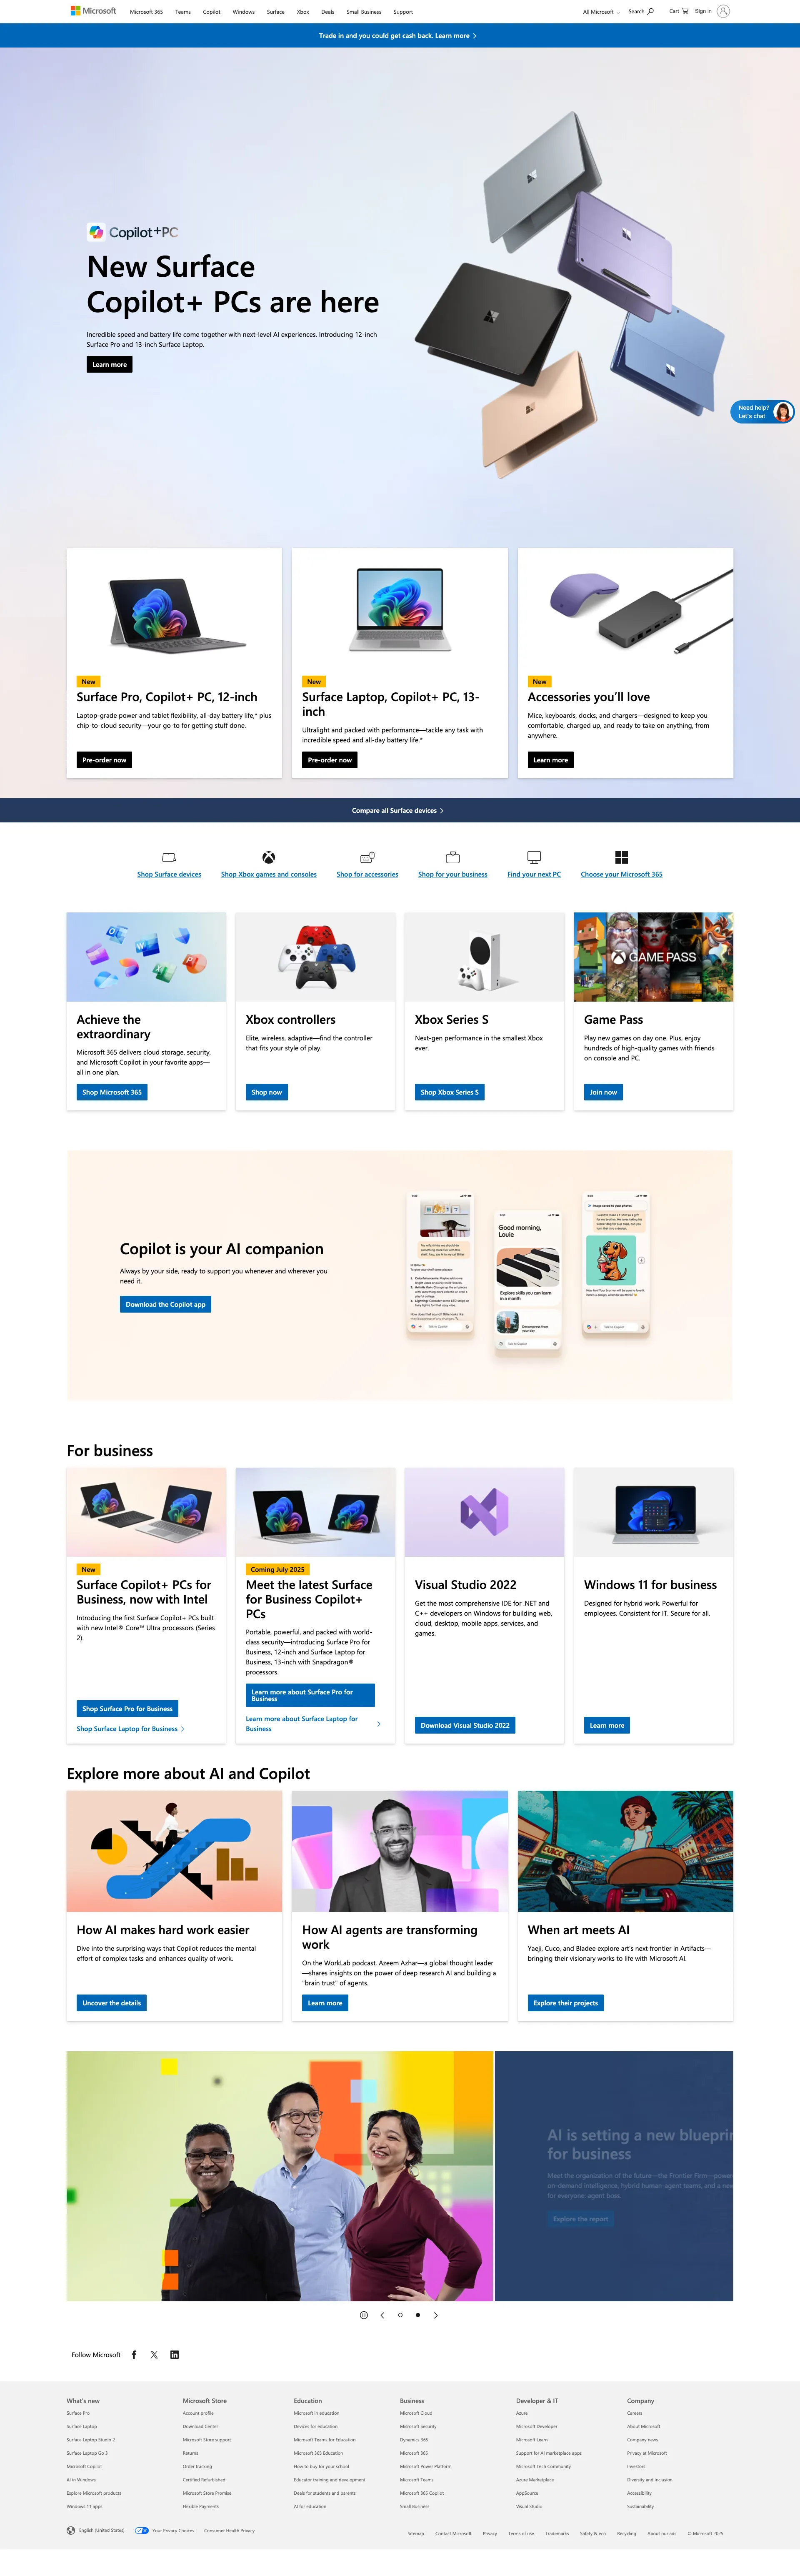 Microsoft
Microsoft 365
Teams
Copilot
Windows
Surface
Xbox
Deals
Small Business
Support
All Microsoft
Search
Cart
Sign in
Trade in and you could get cash back. Learn more
Copilot+PC
New Surface
Copilot+ PCs are here
Incredible speed and battery life come together with next-level AI experiences. Introducing 12-inch
Surface Pro and 13-inch Surface Laptop.
Learn more
Need help?
Let's chat
New
Surface Pro, Copilot+ PC, 12-inch
Laptop-grade power and tablet flexibility, all-day battery life,* plus
chip-to-cloud security—your go-to for getting stuff done.
Pre-order now
New
Surface Laptop, Copilot+ PC, 13-
inch
Ultralight and packed with performance—tackle any task with
incredible speed and all-day battery life.*
Pre-order now
New
Accessories you'll love
Mice, keyboards, docks, and chargers—designed to keep you
comfortable, charged up, and ready to take on anything, from
anywhere.
Learn more
Compare all Surface devices
Shop Surface devices
Shop Xbox games and consoles
Shop for accessories
Shop for your business
Find your next PC
Choose your Microsoft 365
Achieve the
extraordinary
Microsoft 365 delivers cloud storage, security,
and Microsoft Copilot in your favorite apps—
all in one plan.
Shop Microsoft 365
Xbox controllers
Elite, wireless, adaptive—find the controller
that fits your style of play.
Shop now
Xbox Series S
Next-gen performance in the smallest Xbox
ever.
Shop Xbox Series S
GAME PASS
Game Pass
Play new games on day one. Plus, enjoy
hundreds of high-quality games with friends
on console and PC.
Join now
Copilot is your AI companion
Always by your side, ready to support you whenever and wherever you
need it.
Download the Copilot app
Good morning,
Louie
Explore skills you can learn
in a month
Decompress from
your day
Talk to Copilot
Image saved to your photos
Talk to Copilot
Talk to Copilot
For business
New
Surface Copilot+ PCs for
Business, now with Intel
Introducing the first Surface Copilot+ PCs built
with new Intel® Core™ Ultra processors (Series
2).
Shop Surface Pro for Business
Shop Surface Laptop for Business
Coming July 2025
Meet the latest Surface
for Business Copilot+
PCs
Portable, powerful, and packed with world-
class security—introducing Surface Pro for
Business, 12-inch and Surface Laptop for
Business, 13-inch with Snapdragon®
processors.
Learn more about Surface Pro for
Business
Learn more about Surface Laptop for
Business
Visual Studio 2022
Get the most comprehensive IDE for .NET and
C++ developers on Windows for building web,
cloud, desktop, mobile apps, services, and
games.
Download Visual Studio 2022
Windows 11 for business
Designed for hybrid work. Powerful for
employees. Consistent for IT. Secure for all.
Learn more
Explore more about AI and Copilot
How AI makes hard work easier
Dive into the surprising ways that Copilot reduces the mental
effort of complex tasks and enhances quality of work.
Uncover the details
How AI agents are transforming
work
On the WorkLab podcast, Azeem Azhar—a global thought leader
—shares insights on the power of deep research AI and building a
"brain trust" of agents.
Learn more
When art meets AI
Yaeji, Cuco, and Bladee explore art's next frontier in Artifacts—
bringing their visionary works to life with Microsoft AI.
Explore their projects
AI is setting a new blueprin
for business
Meet the organization of the future—the Frontier Firm—power
on-demand intelligence, hybrid human agent teams, and a new
for everyone: agent boss.
Explore the report
Follow Microsoft
What's new
Surface Pro
Surface Laptop
Surface Laptop Studio 2
Surface Laptop Go 3
Microsoft Copilot
AI in Windows
Explore Microsoft products
Windows 11 apps
Microsoft Store
Account profile
Download Center
Microsoft Store support
Returns
Order tracking
Certified Refurbished
Microsoft Store Promise
Flexible Payments
Education
Microsoft in education
Devices for education
Microsoft Teams for Education
Microsoft 365 Education
How to buy for your school
Educator training and development
Deals for students and parents
AI for education
Business
Microsoft Cloud
Microsoft Security
Dynamics 365
Microsoft 365
Microsoft Power Platform
Microsoft Teams
Microsoft 365 Copilot
Small Business
Developer & IT
Azure
Microsoft Developer
Microsoft Learn
Support for AI marketplace apps
Microsoft Tech Community
Azure Marketplace
AppSource
Visual Studio
Company
Careers
About Microsoft
Company news
Privacy at Microsoft
Investors
Diversity and inclusion
Accessibility
Sustainability
English (United States)
Your Privacy Choices
Consumer Health Privacy
Sitemap
Contact Microsoft
Privacy
Terms of use
Trademarks
Safety & eco
Recycling
About our ads
© Microsoft 2025